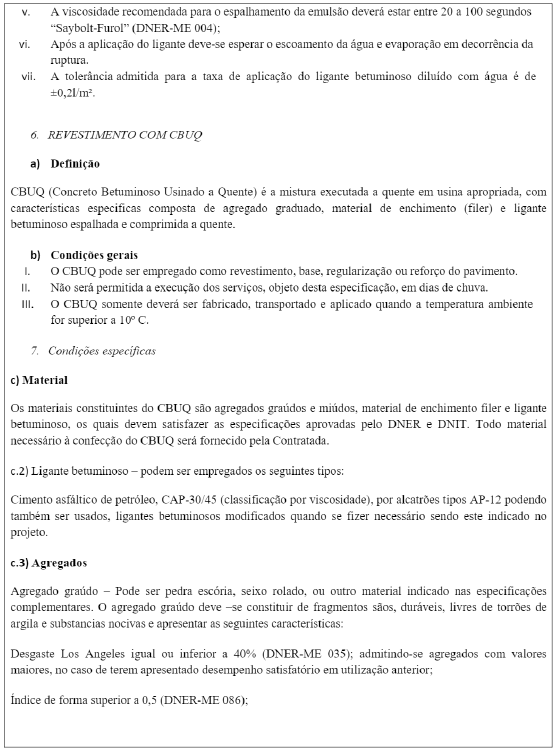 v. A viscosidade recomendada para o espalhamento da emulsão deverá estar entre 20 a 100 segundos
“Saybolt-Furol” (DNER-ME 004);
vi. Após a aplicação do ligante deve-se esperar o escoamento da água e evaporação em decorrência da
ruptura.
vii. A tolerância admitida para a taxa de aplicação do ligante betuminoso diluído com água é de
±0,2l/m².
6. REVESTIMENTO COM CBUQ
a) Definição
CBUQ (Concreto Betuminoso Usinado a Quente) é a mistura executada a quente em usina apropriada, com
características especificas composta de agregado graduado, material de enchimento (filer) e ligante
betuminoso espalhada e comprimida a quente.
b) Condições gerais
I. O CBUQ pode ser empregado como revestimento, base, regularização ou reforço do pavimento.
II. Não será permitida a execução dos serviços, objeto desta especificação, em dias de chuva.
III. O CBUQ somente deverá ser fabricado, transportado e aplicado quando a temperatura ambiente
for superior a 10º C.
7. Condições específicas
c) Material
Os materiais constituintes do CBUQ são agregados graúdos e miúdos, material de enchimento filer e ligante
betuminoso, os quais devem satisfazer as especificações aprovadas pelo DNER e DNIT. Todo material
necessário à confecção do CBUQ será fornecido pela Contratada.
c.2) Ligante betuminoso – podem ser empregados os seguintes tipos:
Cimento asfáltico de petróleo, CAP-30/45 (classificação por viscosidade), por alcatrões tipos AP-12 podendo
também ser usados, ligantes betuminosos modificados quando se fizer necessário sendo este indicado no
projeto.
c.3) Agregados
Agregado graúdo – Pode ser pedra escória, seixo rolado, ou outro material indicado nas especificações
complementares. O agregado graúdo deve –se constituir de fragmentos sãos, duráveis, livres de torrões de
argila e substancias nocivas e apresentar as seguintes características:
Desgaste Los Angeles igual ou inferior a 40% (DNER-ME 035); admitindo-se agregados com valores
maiores, no caso de terem apresentado desempenho satisfatório em utilização anterior;
Índice de forma superior a 0,5 (DNER-ME 086);